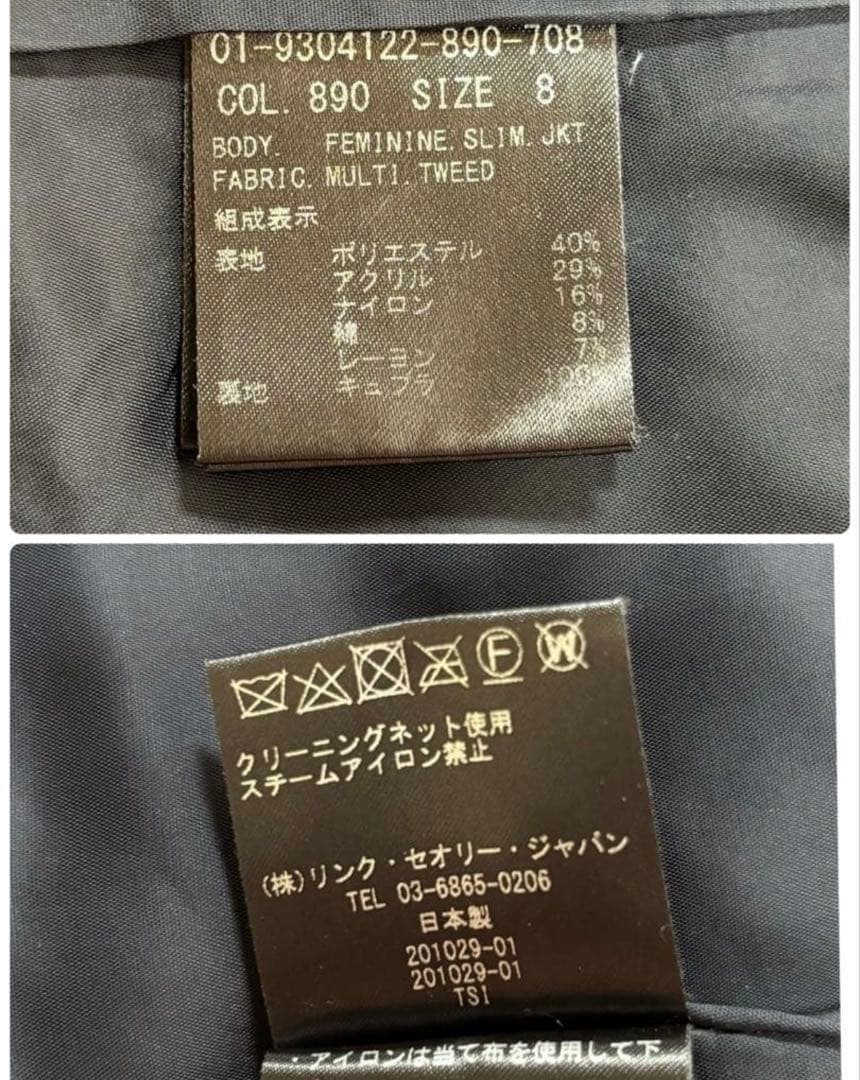 01-9304122-890-708
COL. 890 SIZE 8
BODY. FEMININE.SLIM.JKT
FABRIC. MULTI.TWEED
組成表示
表地 ポリエステル 40%
アクリル 29%
ナイロン 16%
綿 8%
レーヨン 7%
裏地 キュプラ 100%
F
W
クリーニングネット使用
スチームアイロン禁止
(株)リンク・セオリー・ジャパン
TEL 03-6865-0206
日本製
201029-01
201029-01
TSI
・アイロンは当て布を使用して下